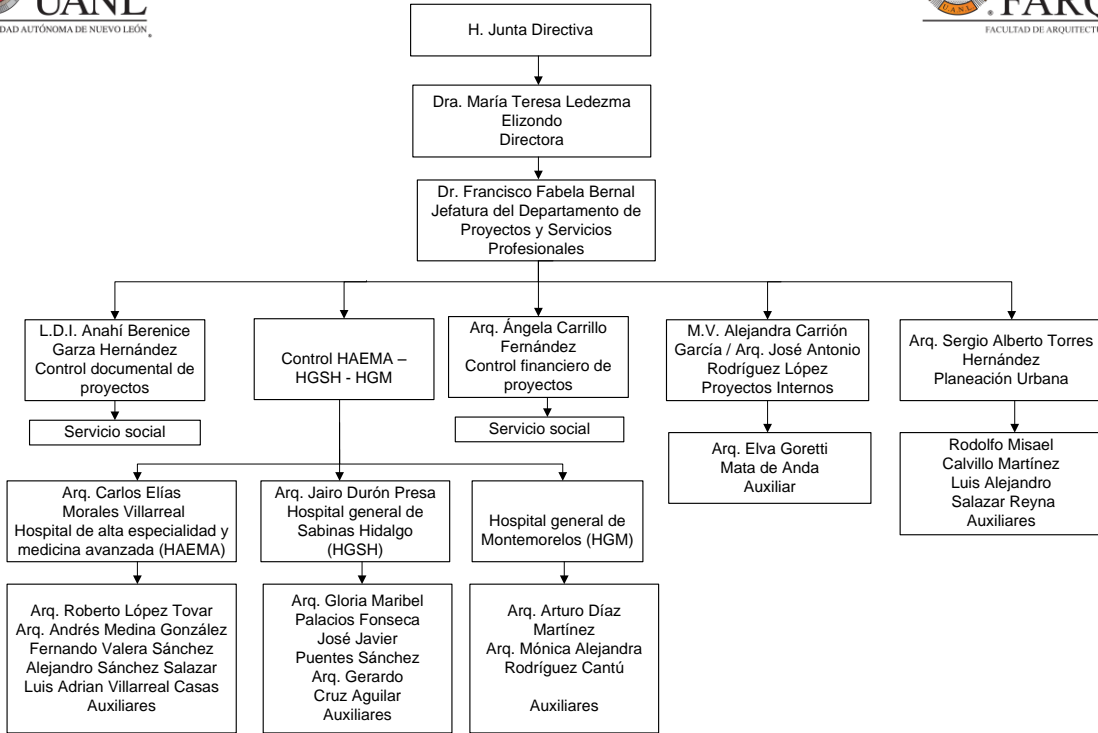 UANL
DAD AUTÓNOMA DE NUEVO LEÓN
FARQ
U.A.N.L.
FACULTAD DE ARQUITECTU
H. Junta Directiva
Dra. María Teresa Ledezma
Elizondo
Directora
Dr. Francisco Fabela Bernal
Jefatura del Departamento de
Proyectos y Servicios
Profesionales
L.D.I. Anahí Berenice
Garza Hernández
Control documental de
proyectos
Servicio social
Control HAEMA –
HGSH - HGM
Arq. Ángela Carrillo
Fernández
Control financiero de
proyectos
Servicio social
M.V. Alejandra Carrión
García / Arq. José Antonio
Rodríguez López
Proyectos Internos
Arq. Elva Goretti
Mata de Anda
Auxiliar
Arq. Sergio Alberto Torres
Hernández
Planeación Urbana
Rodolfo Misael
Calvillo Martínez
Luis Alejandro
Salazar Reyna
Auxiliares
Arq. Carlos Elías
Morales Villarreal
Hospital de alta especialidad y
medicina avanzada (HAEMA)
Arq. Jairo Durón Presa
Hospital general de
Sabinas Hidalgo
(HGSH)
Hospital general de
Montemorelos (HGM)
Arq. Roberto López Tovar
Arq. Andrés Medina González
Fernando Valera Sánchez
Alejandro Sánchez Salazar
Luis Adrian Villarreal Casas
Auxiliares
Arq. Gloria Maribel
Palacios Fonseca
José Javier
Puentes Sánchez
Arq. Gerardo
Cruz Aguilar
Auxiliares
Arq. Arturo Díaz
Martínez
Arq. Mónica Alejandra
Rodríguez Cantú
Auxiliares